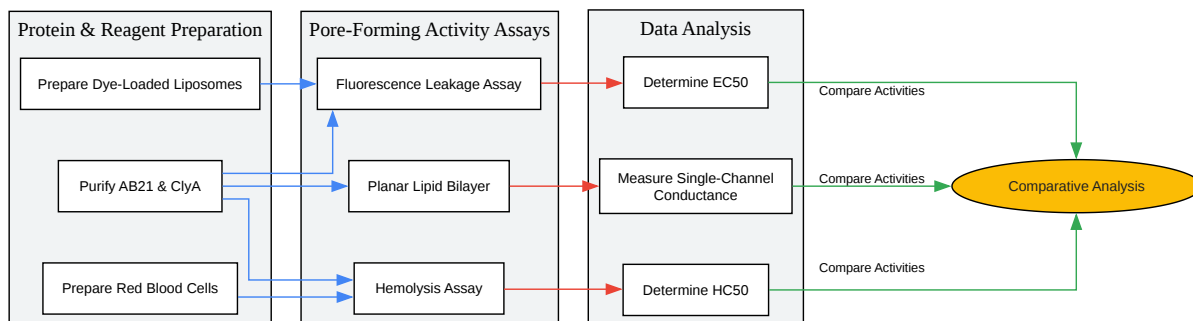 Protein & Reagent Preparation
Pore-Forming Activity Assays
Data Analysis
Prepare Dye-Loaded Liposomes
Fluorescence Leakage Assay
Determine EC50
Compare Activities
Purify AB21 & ClyA
Planar Lipid Bilayer
Measure Single-Channel
Conductance
Compare Activities
Comparative Analysis
Prepare Red Blood Cells
Hemolysis Assay
Determine HC50
Compare Activities